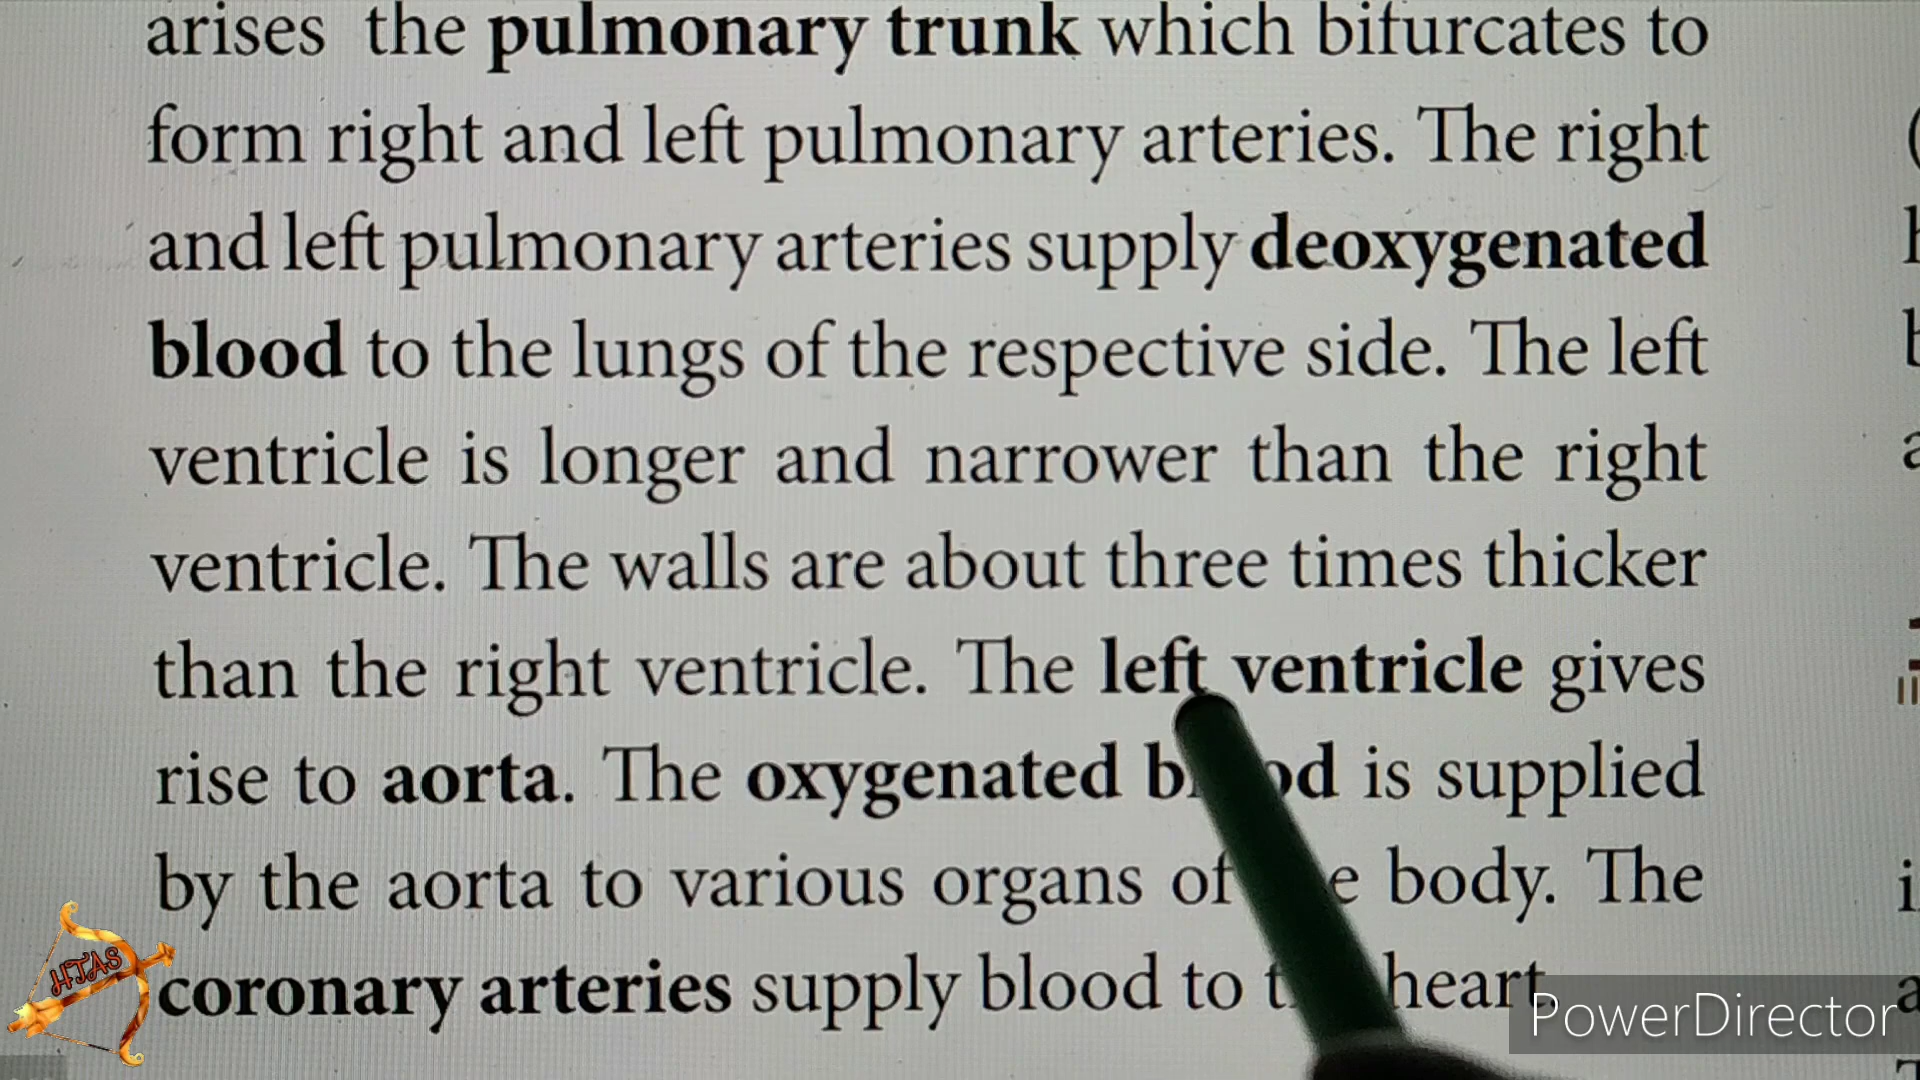 arises the pulmonary trunk which bifurcates to
form right and left pulmonary arteries. The right
and left pulmonary arteries supply deoxygenated
blood to the lungs of the respective side. The left
ventricle is longer and narrower than the right
ventricle. The walls are about three times thicker
than the right ventricle. The left ventricle gives
rise to aorta. The oxygenated is supplied
by the aorta to various organs of body. The
coronary arteries supply blood to heart.
HTAS
PowerDirector